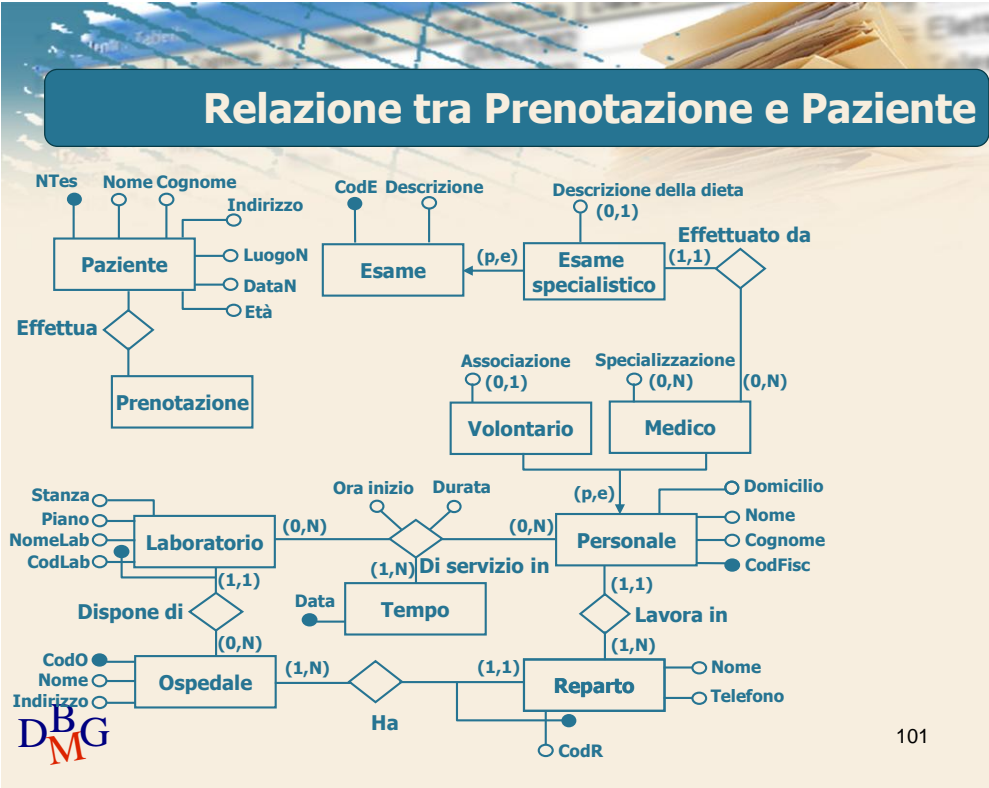 Relazione tra Prenotazione e Paziente
NTes
Nome Cognome
Indirizzo
Paziente
LuogoN
DataN
Età
Effettua
Prenotazione
CodE Descrizione
Esame
(p,e)
Descrizione della dieta
(0,1)
Esame
specialistico
(1,1)
Effettuato da
(0,N)
Associazione
(0,1)
Volontario
Specializzazione
(0,N)
Medico
(p,e)
Stanza
Piano
NomeLab
CodLab
Laboratorio
(0,N)
Ora inizio
Durata
(0,N)
Personale
Domicilio
Nome
Cognome
CodFisc
(1,N)
Di servizio in
Data
Tempo
(1,1)
Dispone di
(0,N)
(1,1)
Lavora in
(1,N)
CodO
Nome
Indirizzo
Ospedale
(1,N)
Ha
(1,1)
Reparto
Nome
Telefono
CodR
DBMG
101